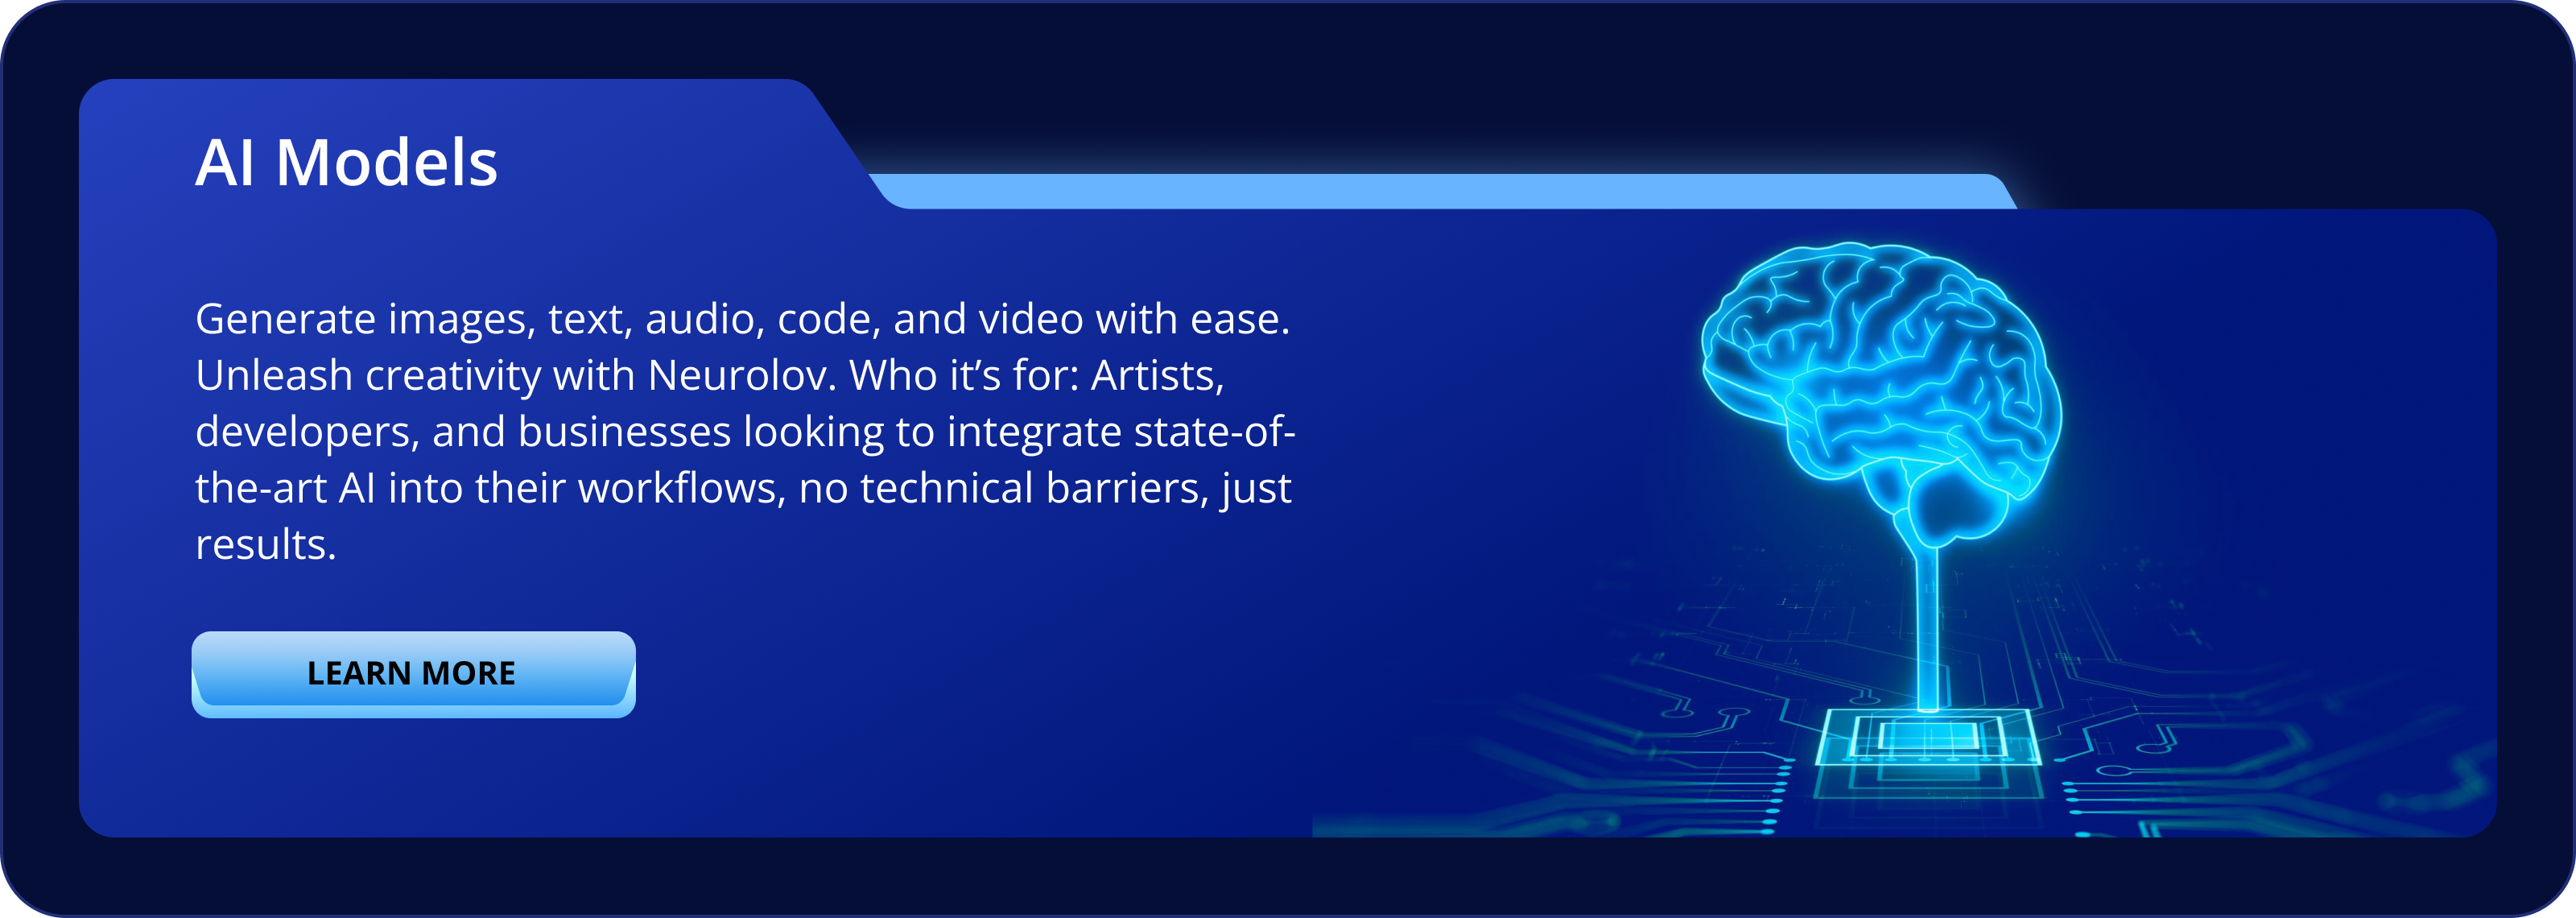 AI Models
Generate images, text, audio, code, and video with ease.
Unleash creativity with Neurolov. Who it’s for: Artists,
developers, and businesses looking to integrate state-of-
the-art AI into their workflows, no technical barriers, just
results.
LEARN MORE